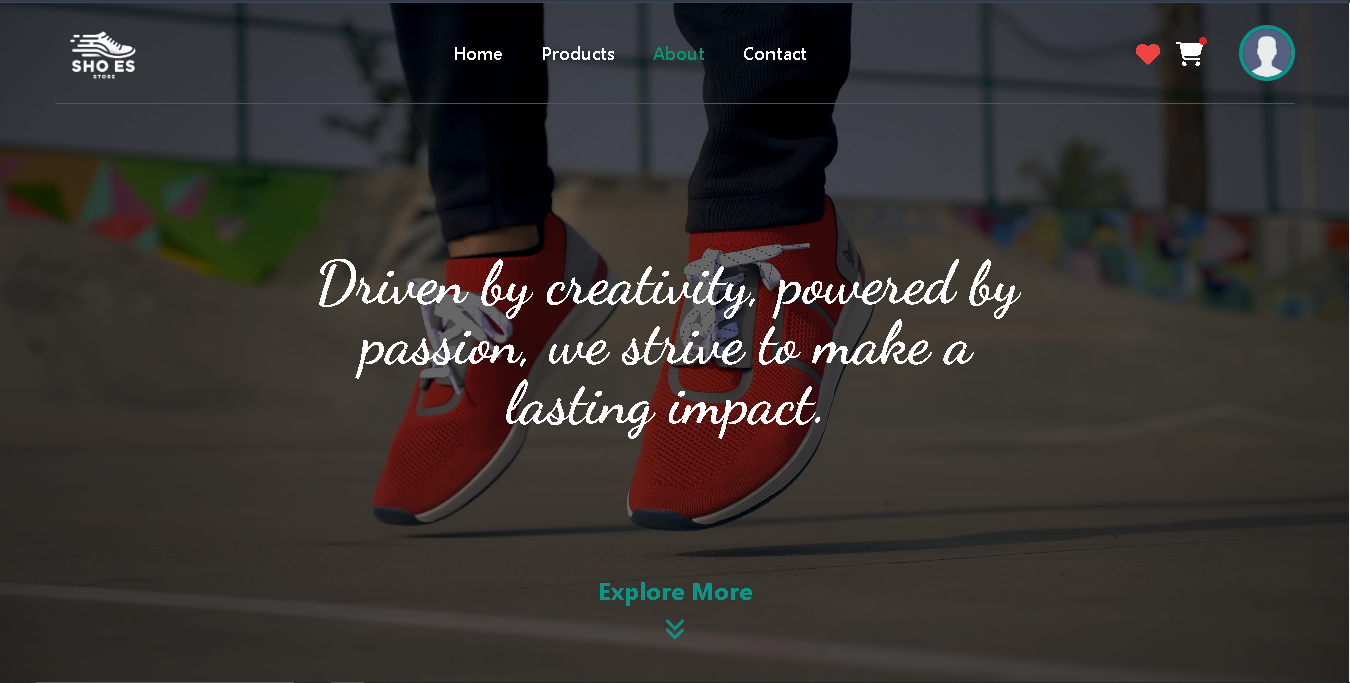 SHO ES
STORE
Home Products About Contact
Driven by creativity, powered by
passion, we strive to make a
lasting impact.
Explore More